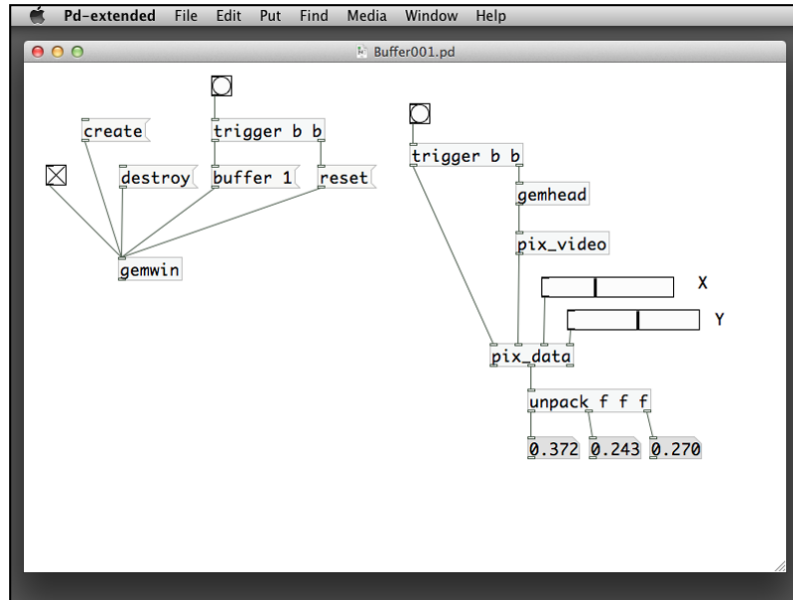 Pd-extended File Edit Put Find Media Window Help
Buffer001.pd
create
trigger b b
destroy
buffer 1
reset
gemwin
trigger b b
gemhead
pix_video
X
Y
pix_data
unpack f f f
0.372 0.243 0.270